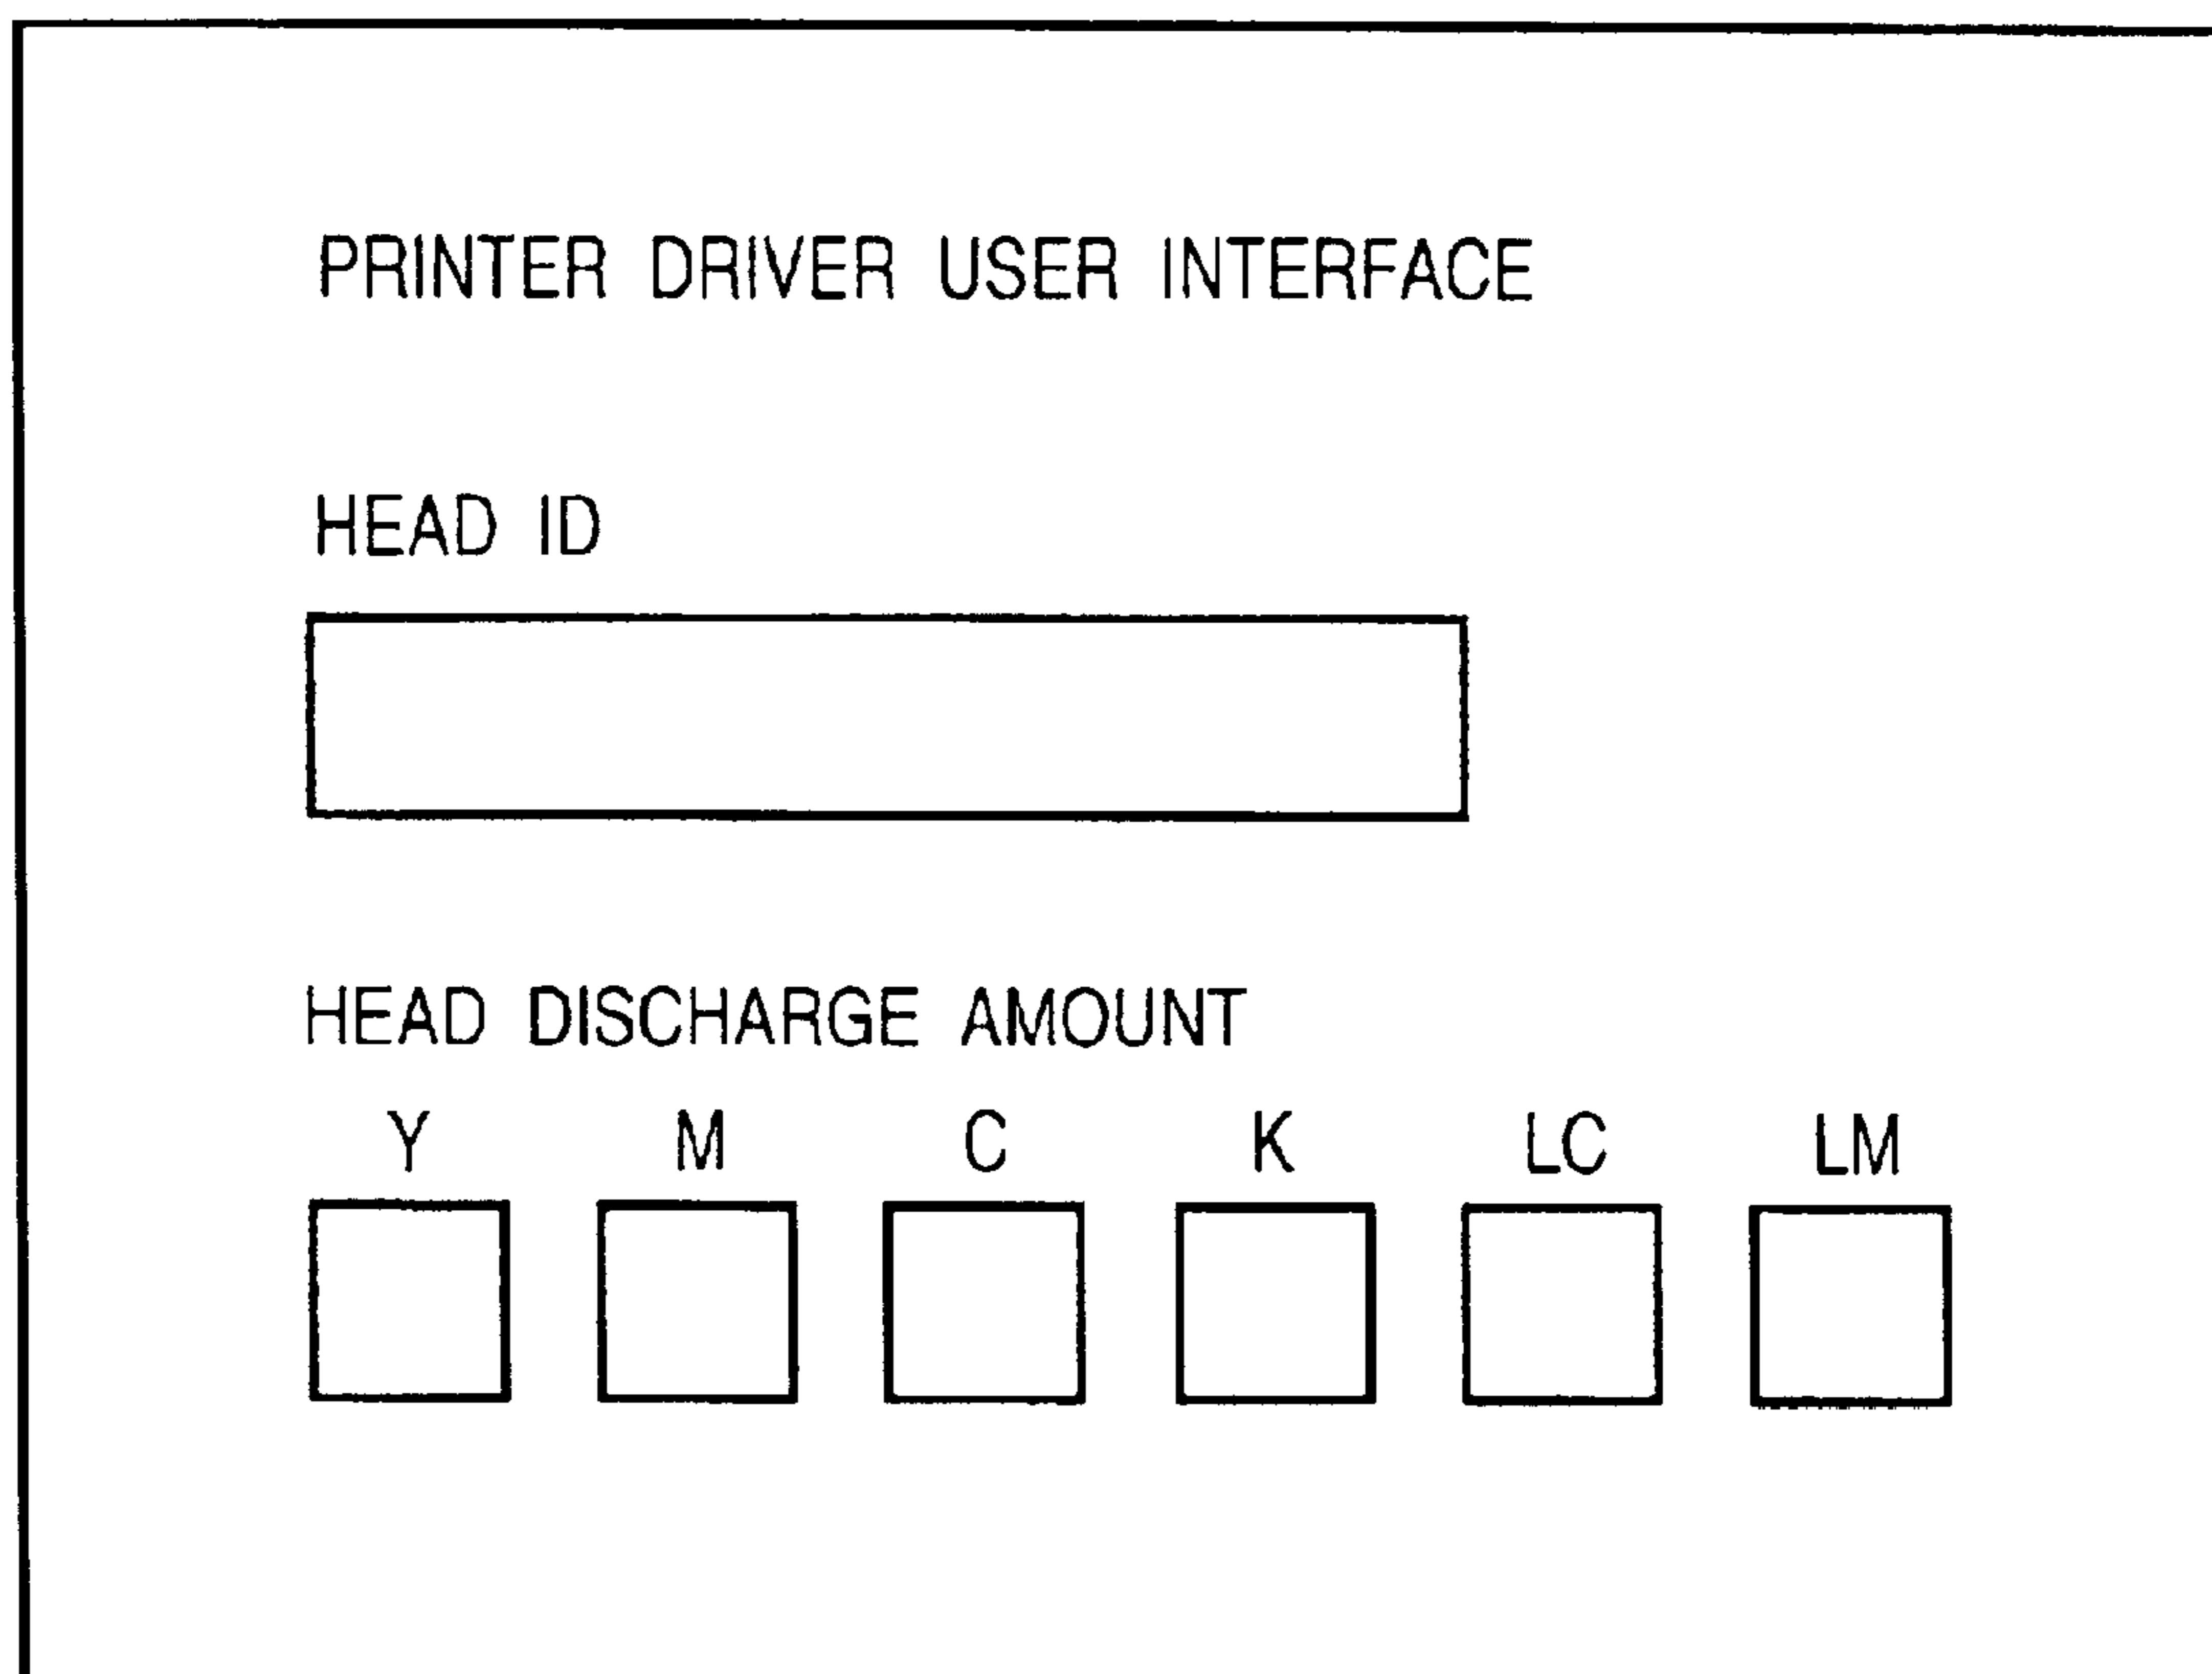 PRINTER DRIVER USER INTERFACE
HEAD ID
HEAD DISCHARGE AMOUNT
Y M C K LC LM